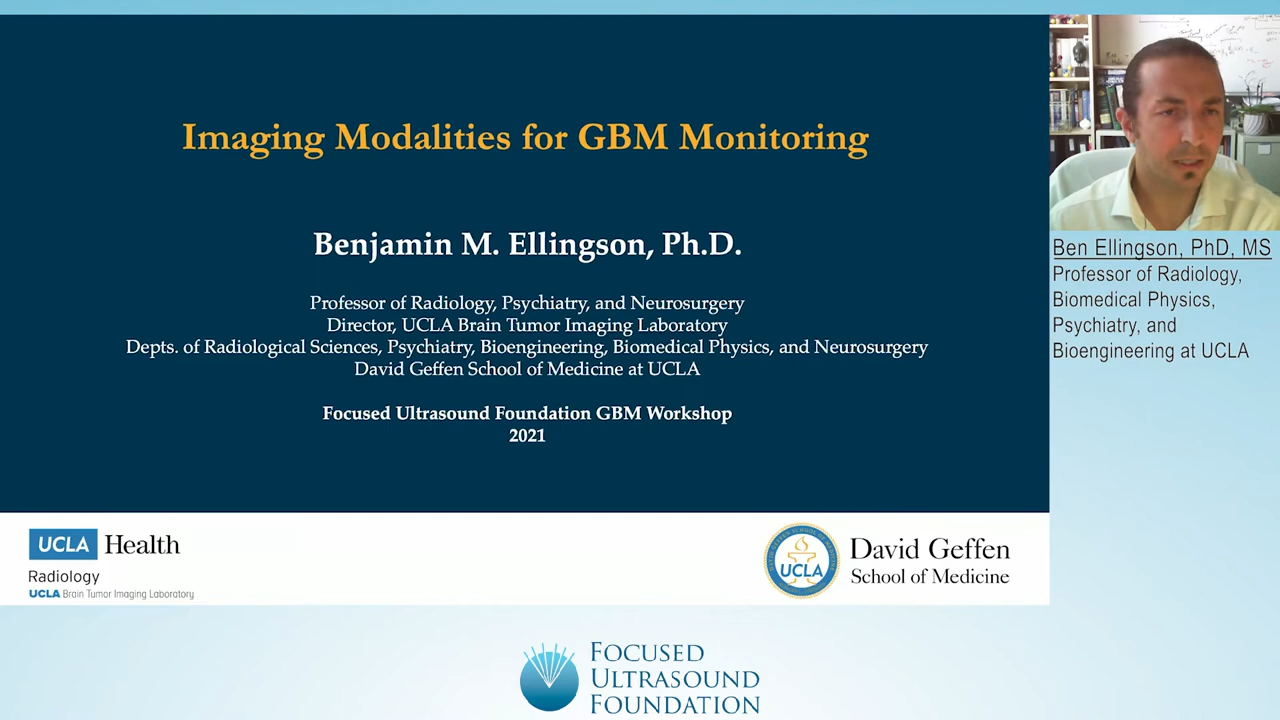 Imaging Modalities for GBM Monitoring
Benjamin M. Ellingson, Ph.D.
Professor of Radiology, Psychiatry, and Neurosurgery
Director, UCLA Brain Tumor Imaging Laboratory
Depts. of Radiological Sciences, Psychiatry, Bioengineering, Biomedical Physics, and Neurosurgery
David Geffen School of Medicine at UCLA
Focused Ultrasound Foundation GBM Workshop
2021
Ben Ellingson, PhD, MS
Professor of Radiology,
Biomedical Physics,
Psychiatry, and
Bioengineering at UCLA
UCLA Health
Radiology
UCLA Brain Tumor Imaging Laboratory
UCLA
David Geffen
School of Medicine
FOCUSED
ULTRASOUND
FOUNDATION